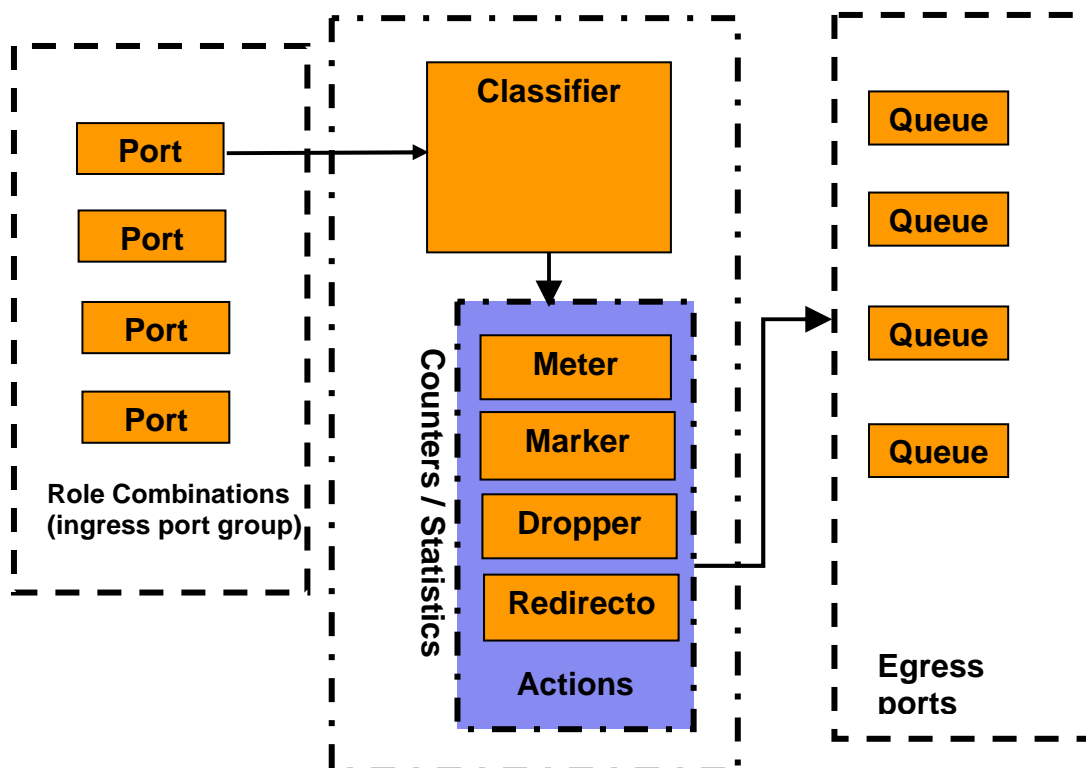 Port
Port
Port
Port
Role Combinations
(ingress port group)
Classifier
Counters / Statistics
Meter
Marker
Dropper
Redirecto
Actions
Queue
Queue
Queue
Queue
Egress
ports